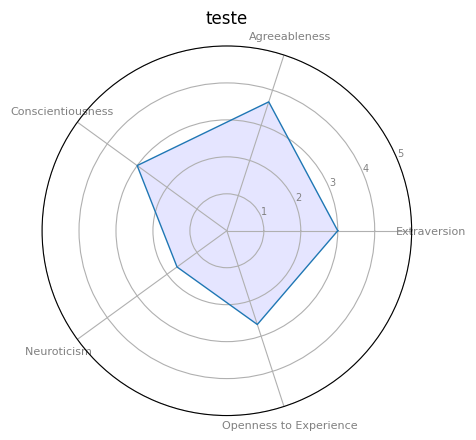 teste
Agreeableness
Conscientiousness
5
4
3
2
1
Extraversion
Neuroticism
Openness to Experience